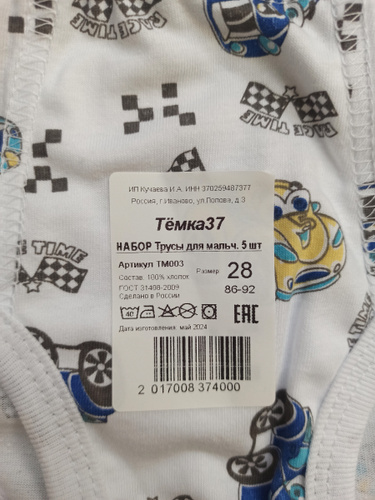 RACE TIME
RACE TIME
TIME
ИП Кучаева И.А. ИНН 370259487377
Россия, г.Иваново, ул.Попова, д.3
Тёмка37
НАБОР Трусы для мальч. 5 шт
Артикул ТМ003
Размер 28
Состав: 100% хлопок
ГОСТ 31408-2009
86-92
Сделано в России
40
EAC
Дата изготовления: май 2024
2 017008 374000